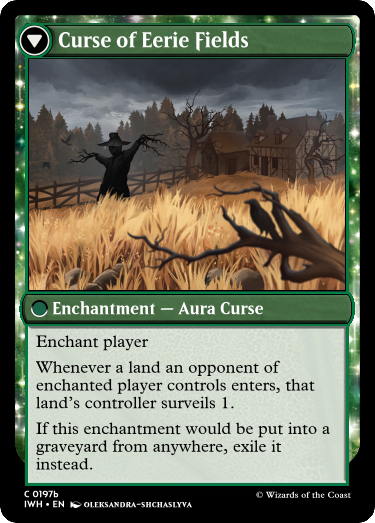 Curse of Eerie Fields
Enchantment — Aura Curse
Enchant player
Whenever a land an opponent of
enchanted player controls enters, that
land's controller surveils 1.
If this enchantment would be put into a
graveyard from anywhere, exile it
instead.
C 0197b
IWH • EN OLEKSANDRA-SHCHASLYVA
© Wizards of the Coast